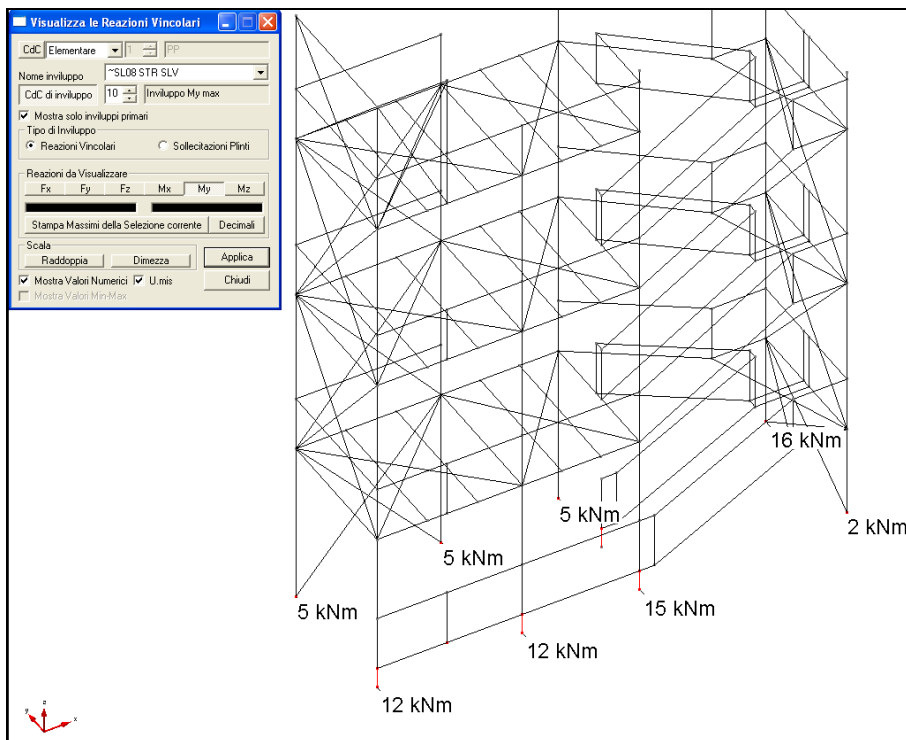 Visualizza le Reazioni Vincolari
CdC Elementare 1 PP
Nome inviluppo ~SL08 STR SLV
CdC di inviluppo 10 Inviluppo My max
Mostra solo inviluppi primari
Tipo di Inviluppo
Reazioni Vincolari Sollecitazioni Plinti
Reazioni da Visualizzare
Fx Fy Fz Mx My Mz
Stampa Massimi della Selezione corrente Decimali
Scala
Raddoppia Dimezza Applica
Mostra Valori Numerici U.mis Chiudi
Mostra Valori Min-Max
16 kNm
5 kNm
2 kNm
5 kNm
5 kNm
15 kNm
12 kNm
12 kNm
y z x